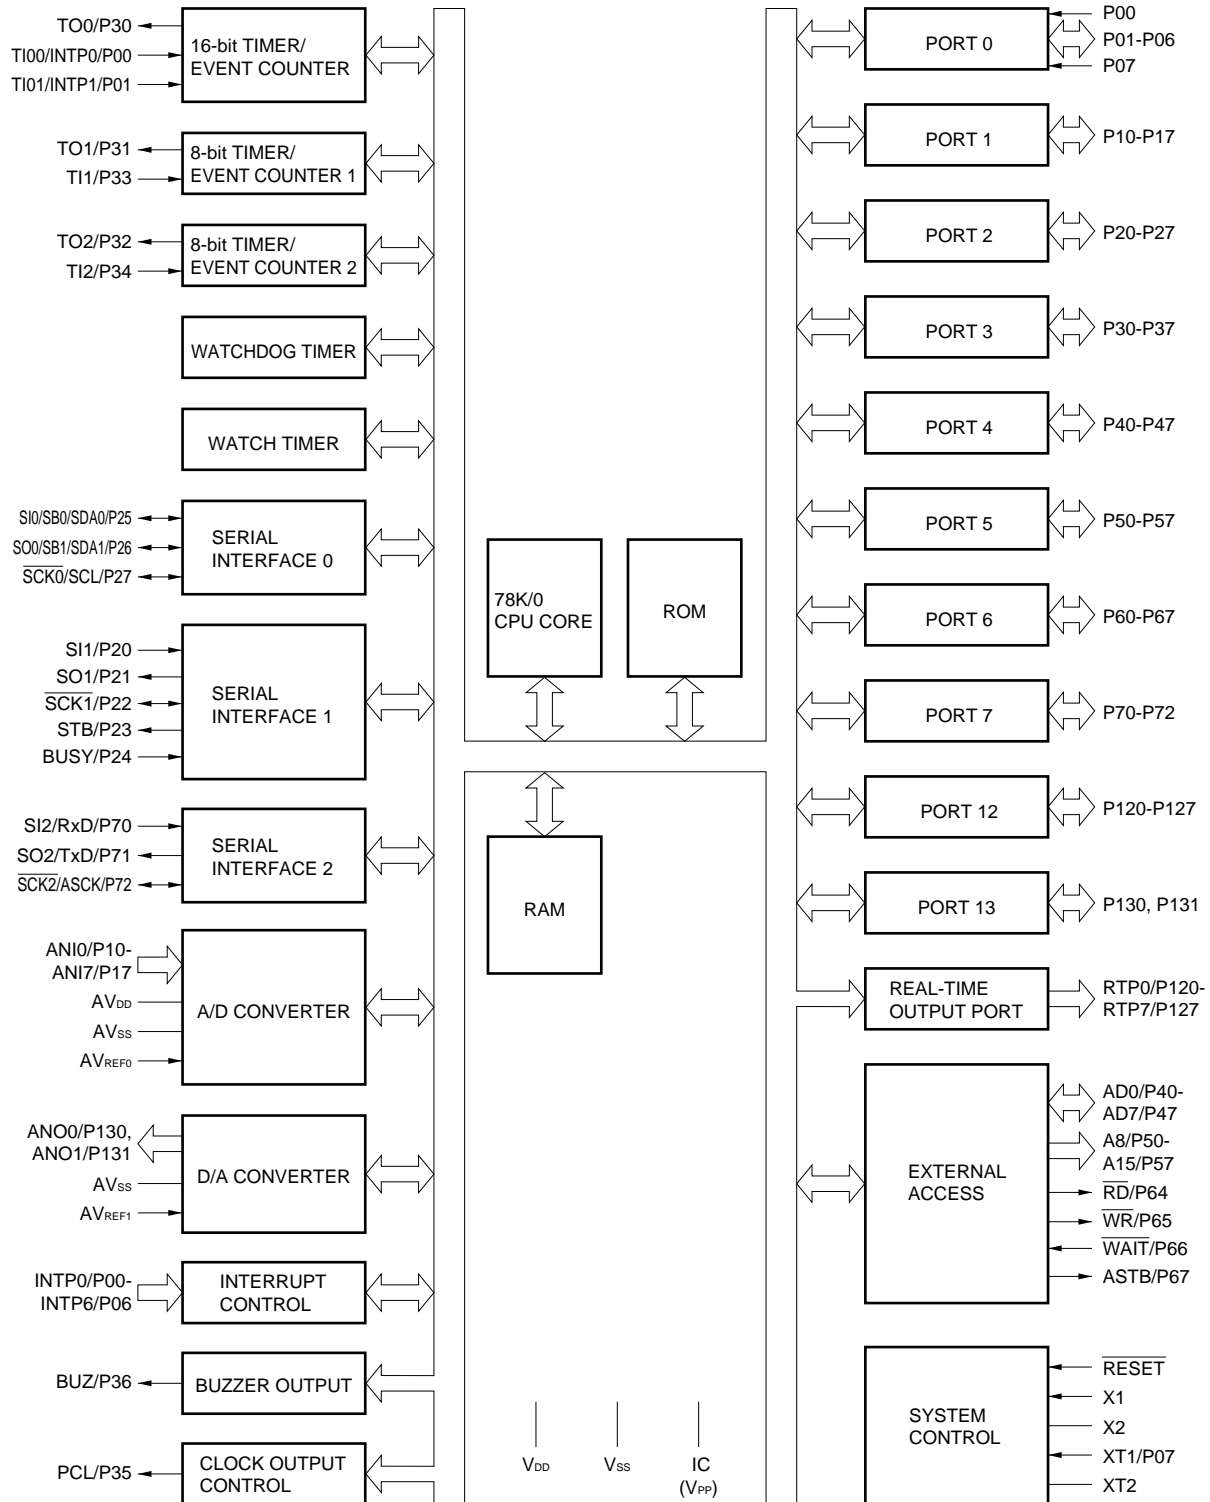 TO0/P30
TI00/INTP0/P00
TI01/INTP1/P01
16-bit TIMER/
EVENT COUNTER
TO1/P31
TI1/P33
8-bit TIMER/
EVENT COUNTER 1
TO2/P32
TI2/P34
8-bit TIMER/
EVENT COUNTER 2
WATCHDOG TIMER
WATCH TIMER
SI0/SB0/SDA0/P25
SO0/SB1/SDA1/P26
SCK0/SCL/P27
SERIAL
INTERFACE 0
SI1/P20
SO1/P21
SCK1/P22
STB/P23
BUSY/P24
SERIAL
INTERFACE 1
SI2/RxD/P70
SO2/TxD/P71
SCK2/ASCK/P72
SERIAL
INTERFACE 2
ANI0/P10-
ANI7/P17
AVDD
AVSS
AVREF0
A/D CONVERTER
ANO0/P130,
ANO1/P131
AVSS
AVREF1
D/A CONVERTER
INTP0/P00-
INTP6/P06
INTERRUPT
CONTROL
BUZ/P36
BUZZER OUTPUT
PCL/P35
CLOCK OUTPUT
CONTROL
78K/0
CPU CORE
ROM
RAM
VDD
VSS
IC
(VPP)
PORT 0
P00
P01-P06
P07
PORT 1
P10-P17
PORT 2
P20-P27
PORT 3
P30-P37
PORT 4
P40-P47
PORT 5
P50-P57
PORT 6
P60-P67
PORT 7
P70-P72
PORT 12
P120-P127
PORT 13
P130, P131
REAL-TIME
OUTPUT PORT
RTP0/P120-
RTP7/P127
EXTERNAL
ACCESS
AD0/P40-
AD7/P47
A8/P50-
A15/P57
RD/P64
WR/P65
WAIT/P66
ASTB/P67
SYSTEM
CONTROL
RESET
X1
X2
XT1/P07
XT2